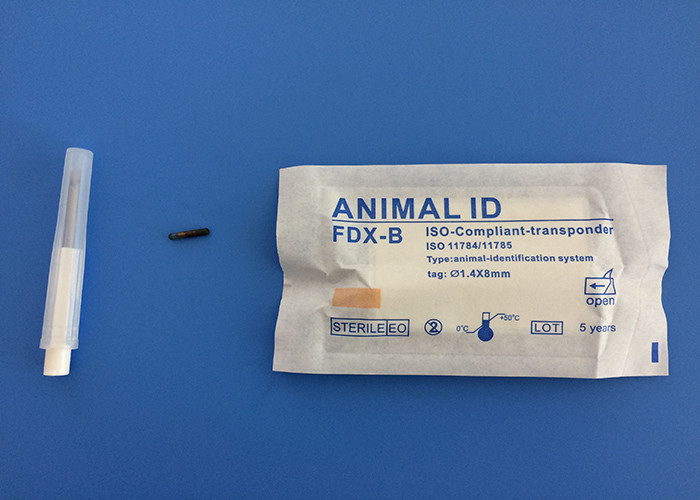 ANIMAL ID
FDX-B ISO-Compliant-transponder
ISO 11784/11785
Type:animal-identification system
tag: Ø1.4X8mm
open
STERILE EO 2 0°C +50°C LOT 5 years